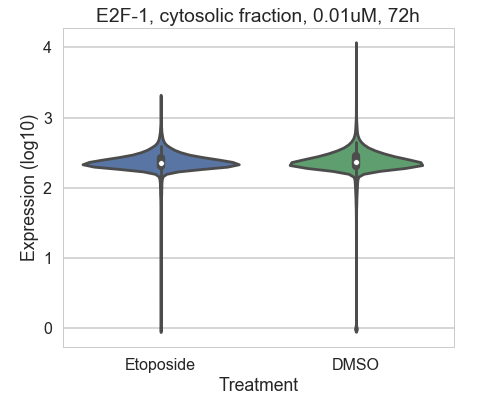 E2F-1, cytosolic fraction, 0.01uM, 72h
Expression (log10)
4
3
2
1
0
Etoposide DMSO
Treatment